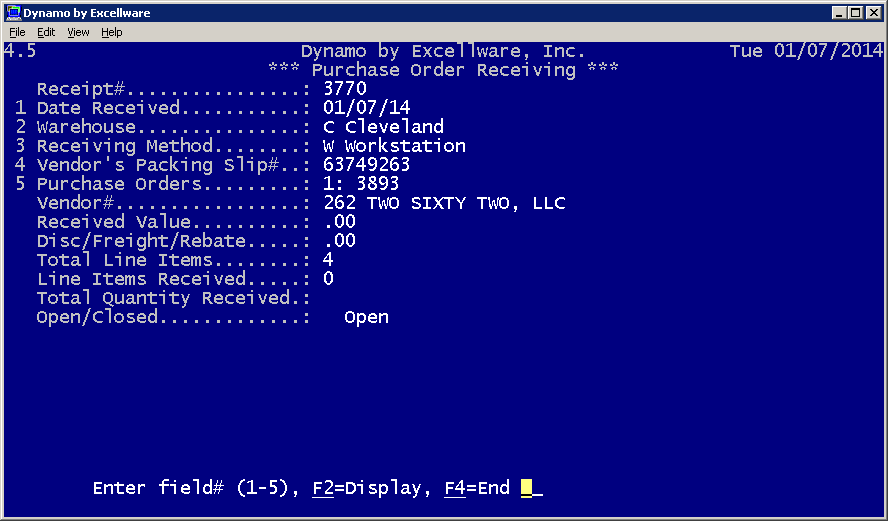 Dynamo by Excellware
File Edit View Help
4.5 Dynamo by Excellware, Inc. Tue 01/07/2014
*** Purchase Order Receiving ***
Receipt#................: 3770
1 Date Received...........: 01/07/14
2 Warehouse...............: C Cleveland
3 Receiving Method........: W Workstation
4 Vendor's Packing Slip#..: 63749263
5 Purchase Orders.........: 1: 3893
Vendor#.................: 262 TWO SIXTY TWO, LLC
Received Value..........: .00
Disc/Freight/Rebate.....: .00
Total Line Items........: 4
Line Items Received.....: 0
Total Quantity Received.:
Open/Closed.............: Open
Enter field# (1-5), F2=Display, F4=End _